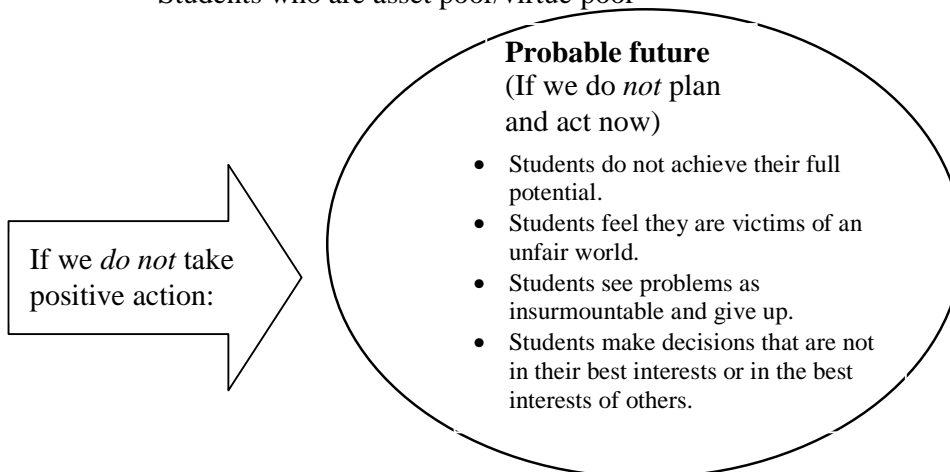 Students who are asset poor/virtue poor
Probable future
(If we do not plan
and act now)
• Students do not achieve their full
potential.
• Students feel they are victims of an
unfair world.
• Students see problems as
insurmountable and give up.
• Students make decisions that are not
in their best interests or in the best
interests of others.
If we do not take
positive action: